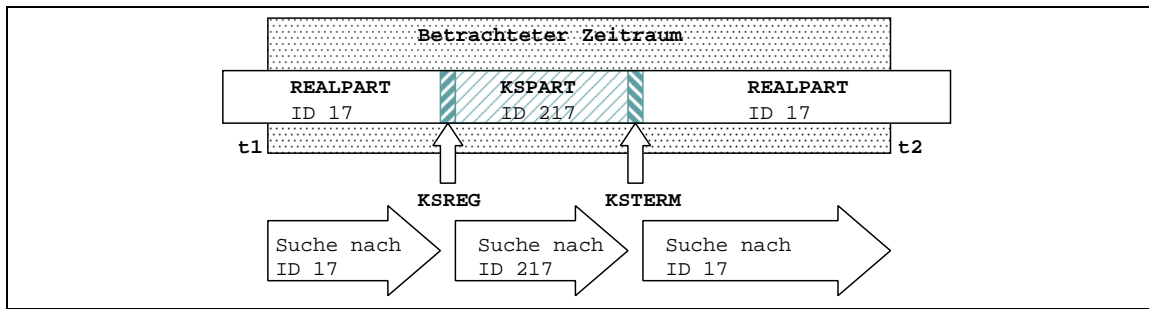 Betrachteter Zeitraum
REALPART KSPART REALPART
ID 17 ID 217 ID 17
t1 t2
KSREG KSTERM
Suche nach Suche nach Suche nach
ID 17 ID 217 ID 17